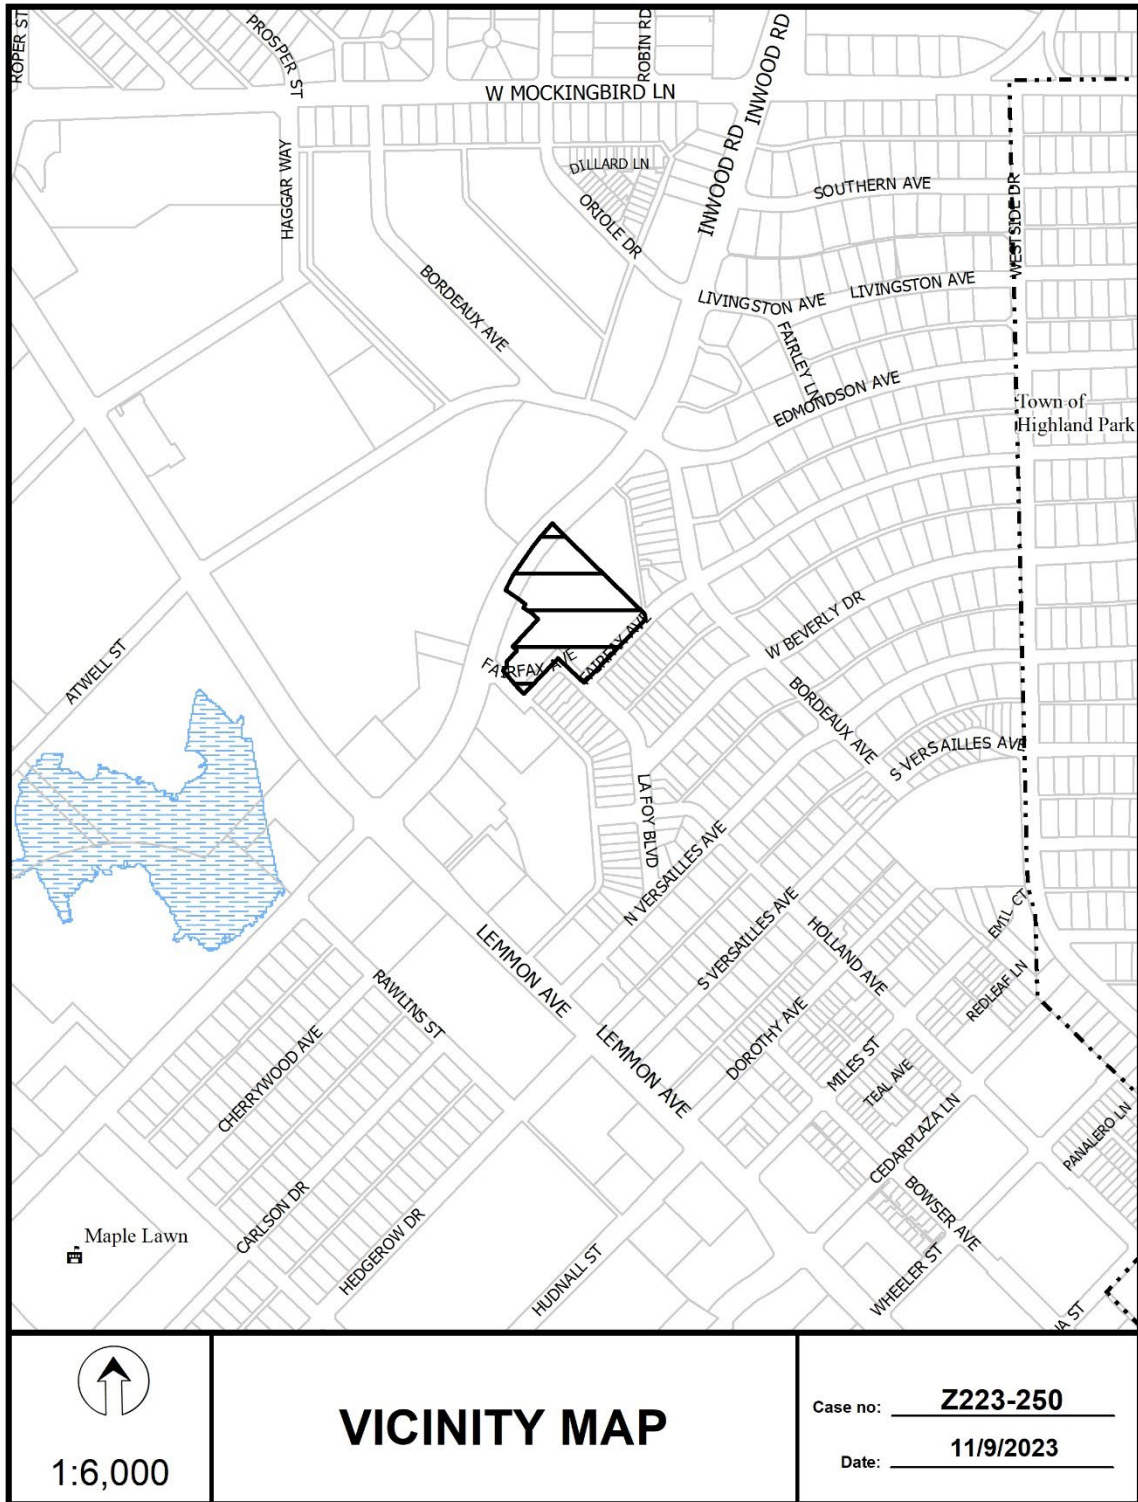 ROPER ST
PROSPER ST
ROBIN RD
INWOOD RD
W MOCKINGBIRD LN
INWOOD RD
HAGGAR WAY
DILLARD LN
SOUTHERN AVE
WESTSIDE DR
ORIOLE DR
BORDEAUX AVE
LIVINGSTON AVE
LIVINGSTON AVE
FAIRLEY LN
EDMONDSON AVE
Town of
Highland Park
W BEVERLY DR
ATWELL ST
FAIRFAX AVE
FAIRFAX AVE
BORDEAUX AVE
S VERSAILLES AVE
LA FOY BLVD
N VERSAILLES AVE
S VERSAILLES AVE
HOLLAND AVE
EMIL CT
REDLEAF LN
LEMMON AVE
RAWLINS ST
LEMMON AVE
DOROTHY AVE
MILES ST
TEAL AVE
CHERRYWOOD AVE
CEDARPLAZA LN
PANALERO LN
BOWSER AVE
CARLSON DR
Maple Lawn
HEDGEROW DR
HUDNALL ST
WHEELER ST
NA ST
1:6,000
VICINITY MAP
Case no: Z223-250
Date: 11/9/2023